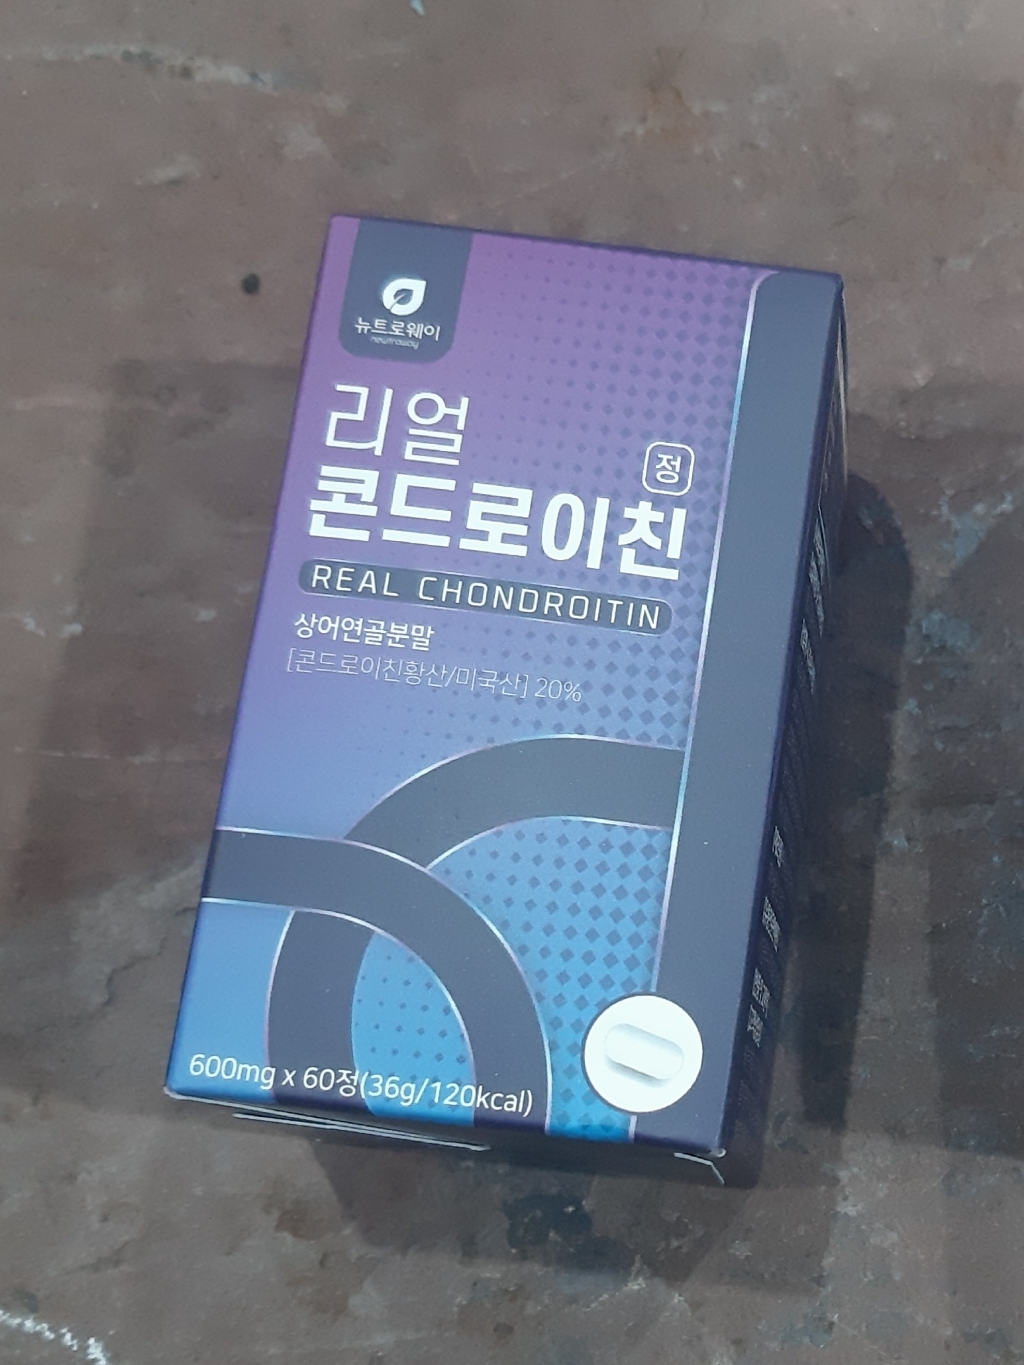 뉴트로웨이
newtroway
리얼
정
콘드로이친
REAL CHONDROITIN
상어연골분말
[콘드로이친황산/미국산] 20%
600mg x 60정(36g/120kcal)